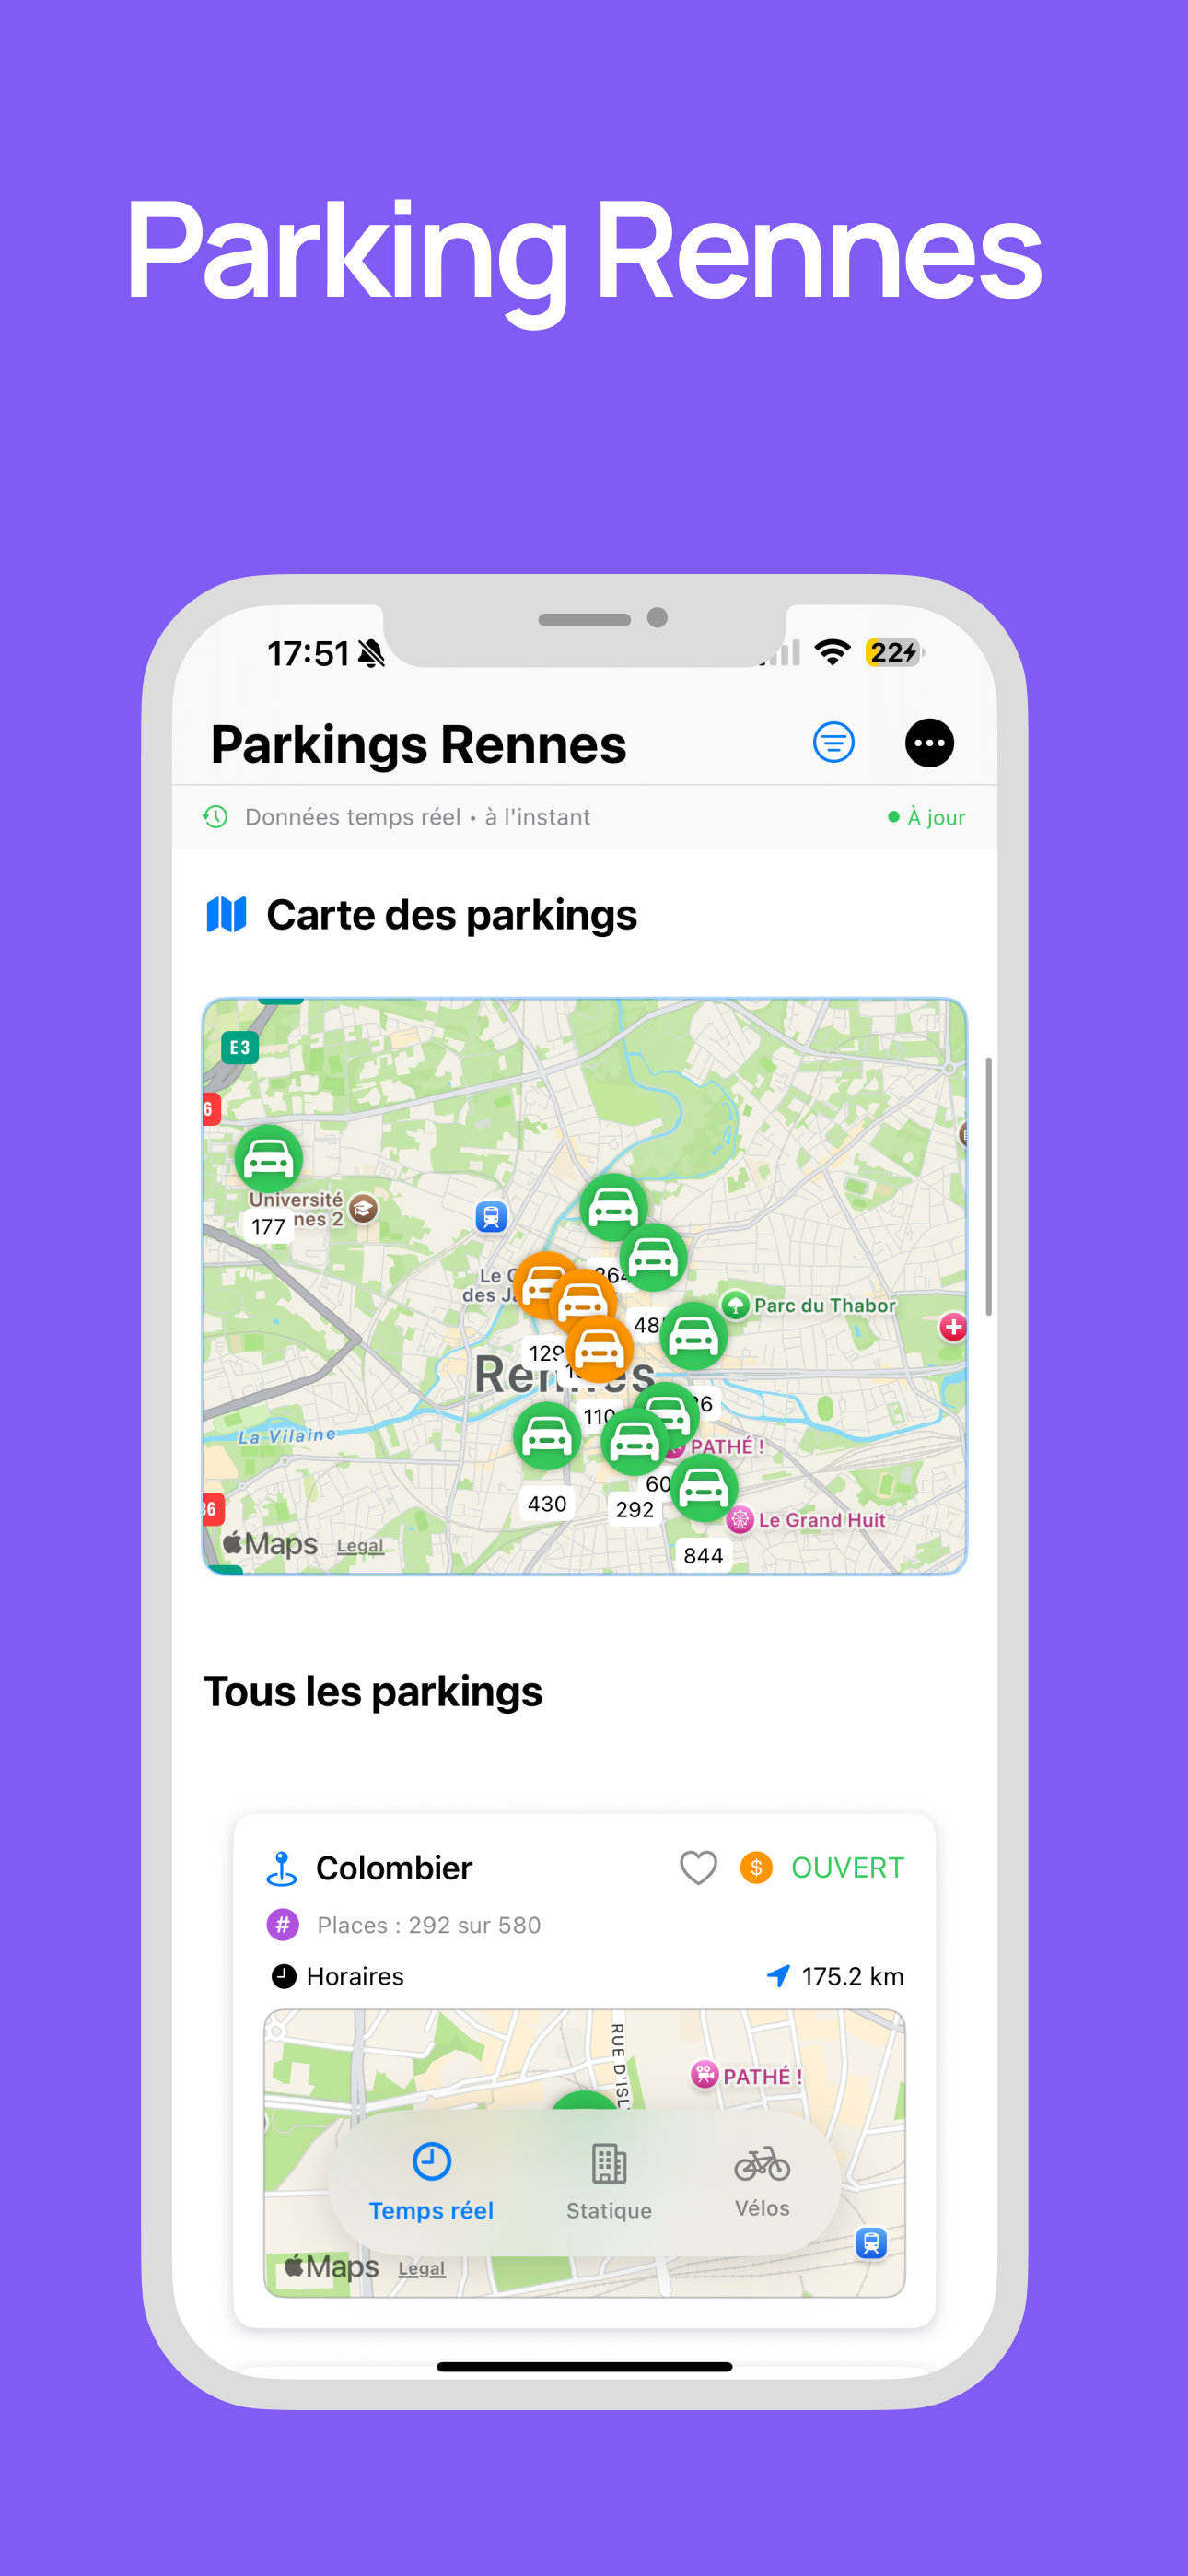 Parking Rennes
17:51
22
Parkings Rennes
Données temps réel • à l'instant
À jour
Carte des parkings
E3
6
Université
nes 2
177
Le C
des Ja
Parc du Thabor
129
110
La Vilaine
PATHÉ !
430
60
292
Le Grand Huit
36
Maps
Legal
844
Tous les parkings
Colombier
$ OUVERT
# Places : 292 sur 580
Horaires
175.2 km
RUE D'ISL
PATHÉ !
Temps réel
Statique
Vélos
Maps
Legal